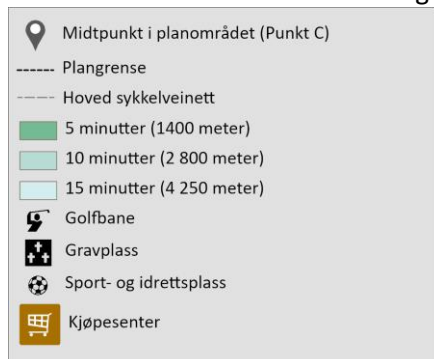 Midtpunkt i planområdet (Punkt C)
Plangrense
Hoved sykkelveinett
5 minutter (1400 meter)
10 minutter (2 800 meter)
15 minutter (4 250 meter)
Golfbane
Gravplass
Sport- og idrettsplass
Kjøpesenter